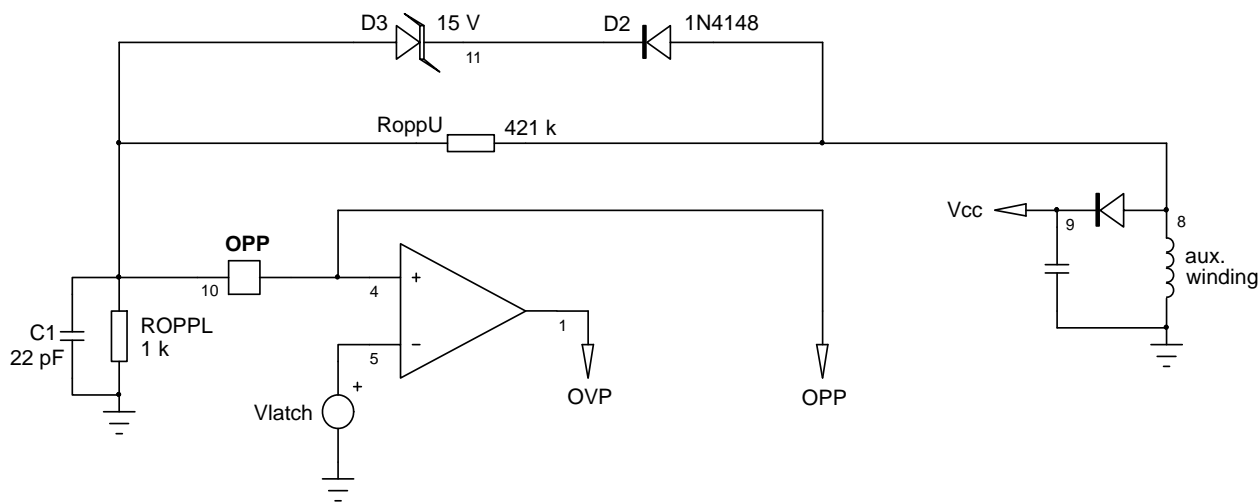 D3
15 V
11
D2
1N4148
RoppU
421 k
Vcc
9
8
aux.
winding
OPP
10
4
+
5
−
1
C1
22 pF
ROPPL
1 k
Vlatch
+
OVP
OPP